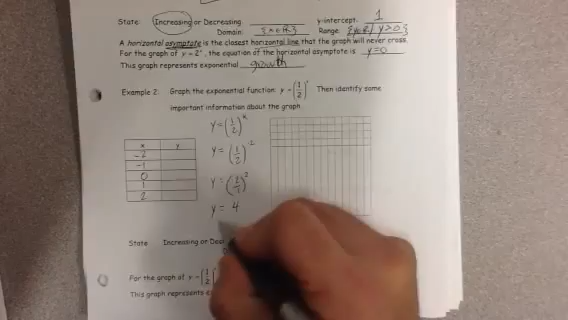 State: Increasing or Decreasing y-intercept: 1
Domain: {x∈R} Range: {y∈R| y>0}
A horizontal asymptote is the closest horizontal line that the graph will never cross.
For the graph of y=2ˣ, the equation of the horizontal asymptote is y=0
This graph represents exponential growth
Example 2: Graph the exponential function: y=(1/2)ˣ Then identify some
important information about the graph.
y=(1/2)ˣ
x y
-2
-1
0
1
2
y=(1/2)⁻²
y=(2/1)²
y= 4
State: Increasing or Dec
For the graph of y=(1/2)
This graph represents e